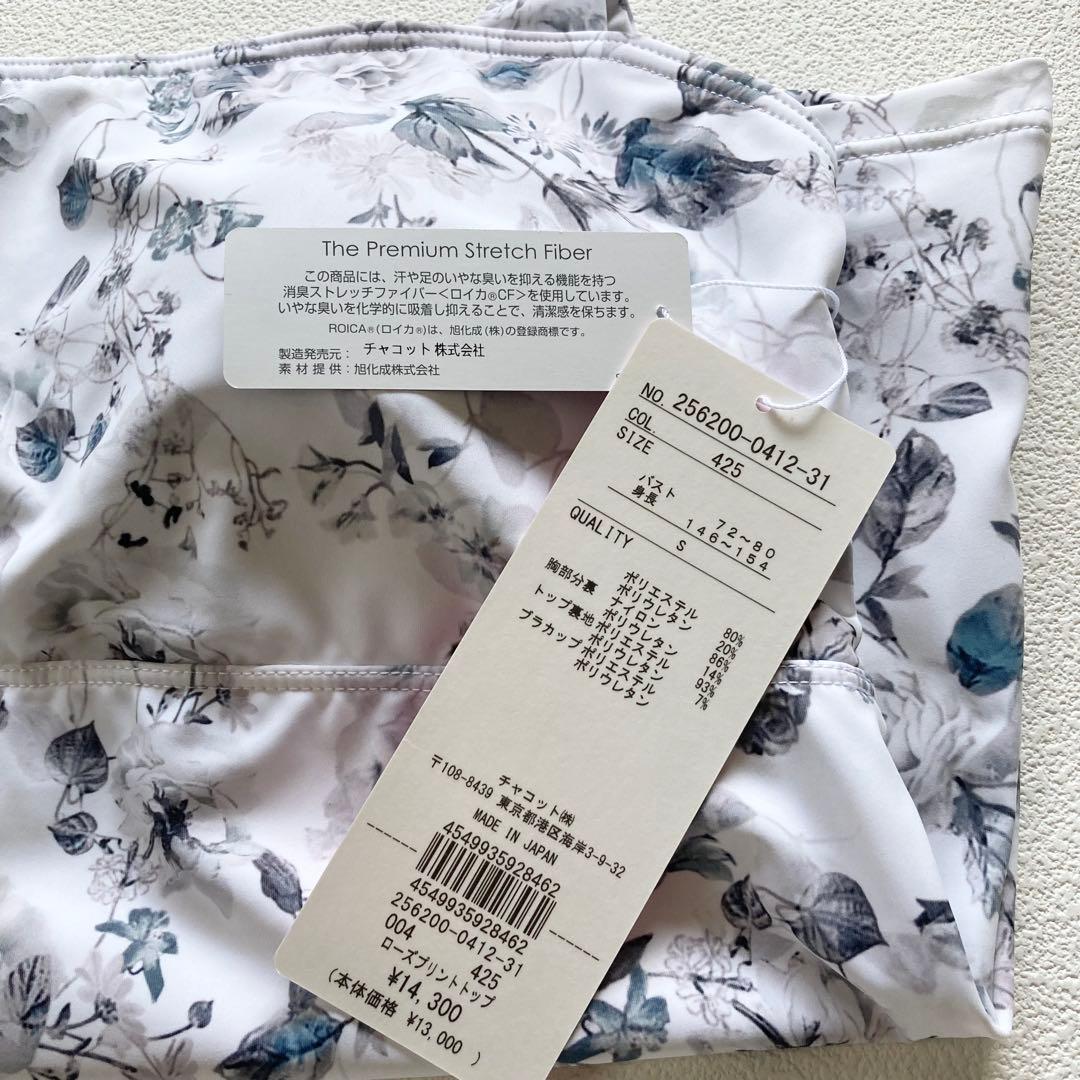 The Premium Stretch Fiber
この商品には、汗や足のいやな臭いを抑える機能を持つ
消臭ストレッチファイバー<ロイカ®CF>を使用しています。
いやな臭いを化学的に吸着し抑えることで、清潔感を保ちます。
ROICA®(ロイカ®)は、旭化成(株)の登録商標です。
製造発売元： チャコット 株式会社
素 材 提 供：旭化成株式会社
NO. 256200-0412-31
COL. 425
SIZE
バスト 72~80
身長 146~154
S
QUALITY
ポリエステル 80%
ポリウレタン 20%
胸部分裏 ナイロン 86%
ポリウレタン 14%
トップ裏地 ポリエステル 93%
ポリウレタン 7%
ブラカップ ポリエステル
ポリウレタン
チャコット㈱
〒108-8439 東京都港区海岸3-9-32
MADE IN JAPAN
4549935928462
4549935928462
256200-0412-31
004 425
ローズプリントトップ
¥14,300
(本体価格 ¥13,000 )